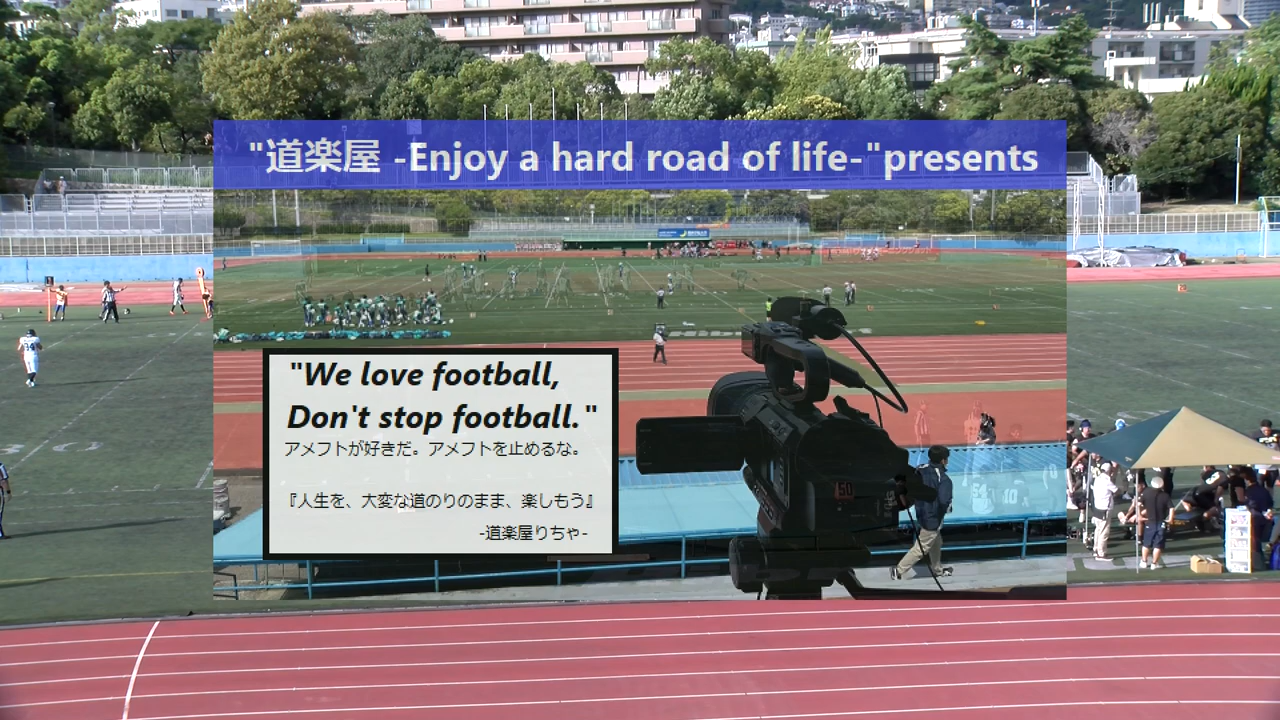 "道楽屋 -Enjoy a hard road of life-"presents
"We love football,
Don't stop football."
アメフトが好きだ。アメフトを止めるな。
『人生を、大変な道のりのまま、楽しもう』
-道楽屋りちゃ-
50